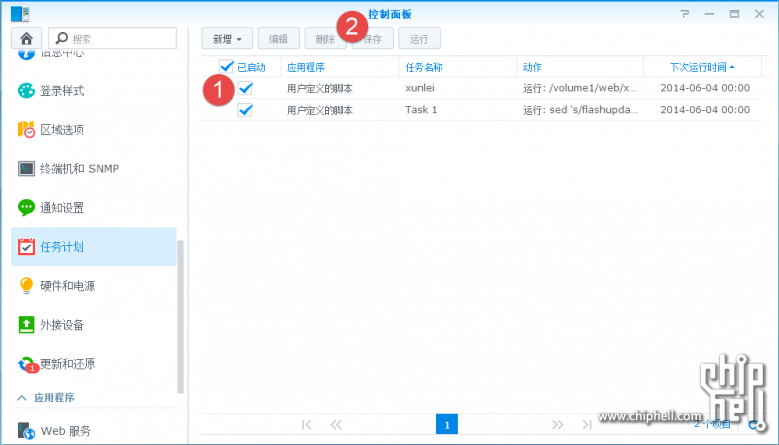 控制面板
搜索
新增 编辑 删除 保存 运行
2
信息中心
登录样式
区域选项
终端机和 SNMP
通知设置
任务计划
硬件和电源
外接设备
更新和还原
1
应用程序
Web 服务
已启动 应用程序 任务名称 动作 下次运行时间
1
用户定义的脚本 xunlei 运行: /volume1/web/x... 2014-06-04 00:00
用户定义的脚本 Task 1 运行: sed 's/flashupda... 2014-06-04 00:00
1
2 个项目
chip
hell
www.chiphell.com